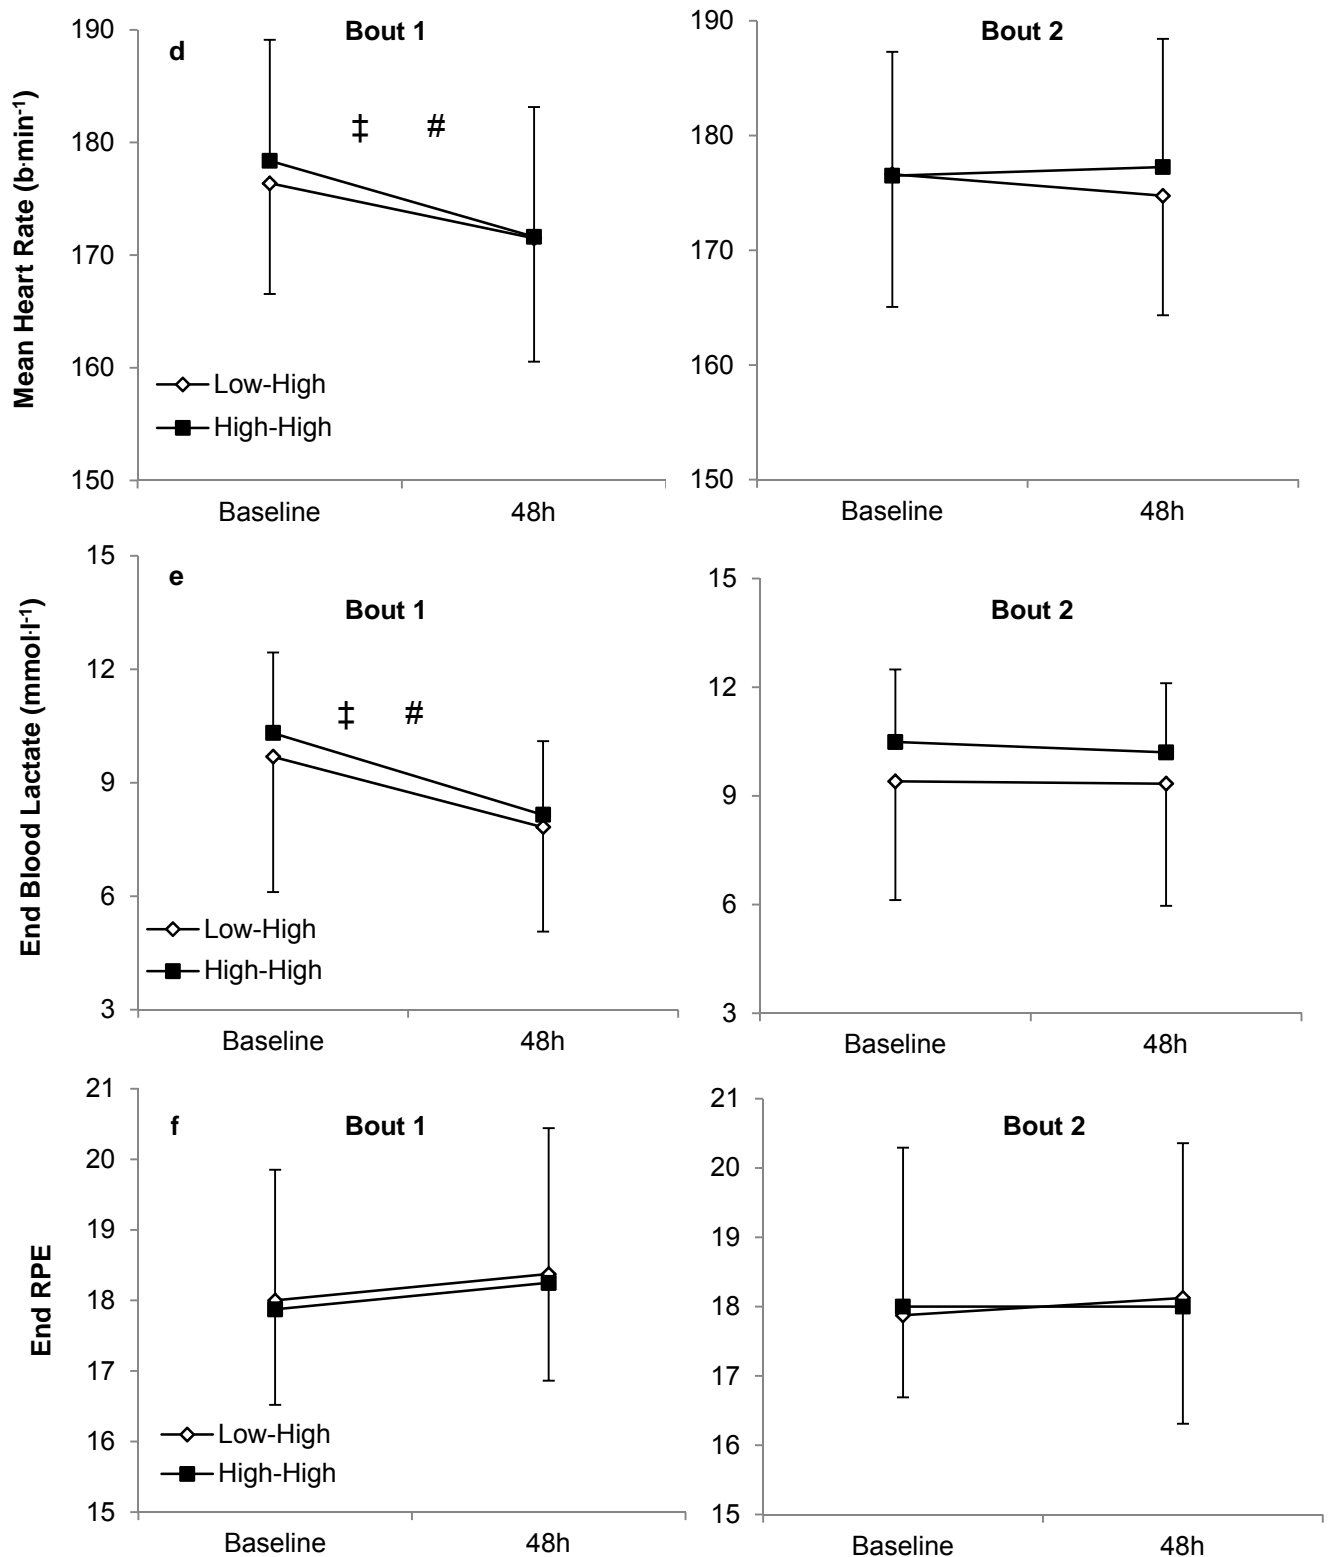 Mean Heart Rate (b·min⁻¹)
d
Bout 1
190
180
170
160
150
‡ #
Low-High
High-High
Baseline 48h
Bout 2
190
180
170
160
150
Baseline 48h
End Blood Lactate (mmol·l⁻¹)
e
Bout 1
15
12
9
6
3
‡ #
Low-High
High-High
Baseline 48h
Bout 2
15
12
9
6
3
Baseline 48h
End RPE
f
Bout 1
21
20
19
18
17
16
15
Low-High
High-High
Baseline 48h
Bout 2
21
20
19
18
17
16
15
Baseline 48h